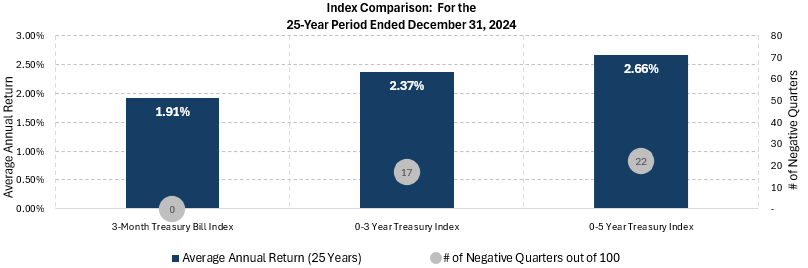 Index Comparison: For the
25-Year Period Ended December 31, 2024
Average Annual Return
3.00%
2.50%
2.00%
1.50%
1.00%
0.50%
0.00%
1.91%
2.37%
2.66%
0
17
22
80
70
60
50
40
30
20
10
-
# of Negative Quarters
3-Month Treasury Bill Index
0-3 Year Treasury Index
0-5 Year Treasury Index
Average Annual Return (25 Years)
# of Negative Quarters out of 100